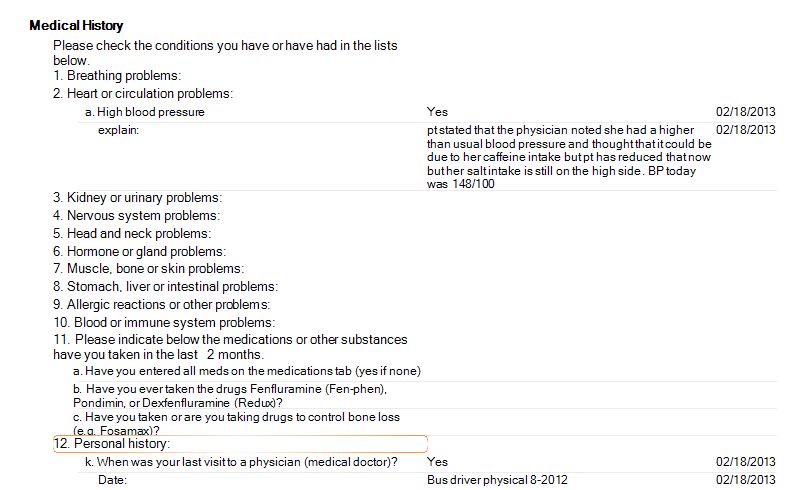 Medical History
Please check the conditions you have or have had in the lists
below.
1. Breathing problems:
2. Heart or circulation problems:
a. High blood pressure Yes 02/18/2013
explain: pt stated that the physician noted she had a higher 02/18/2013
than usual blood pressure and thought that it could be
due to her caffeine intake but pt has reduced that now
but her salt intake is still on the high side. BP today
was 148/100
3. Kidney or urinary problems:
4. Nervous system problems:
5. Head and neck problems:
6. Hormone or gland problems:
7. Muscle, bone or skin problems:
8. Stomach, liver or intestinal problems:
9. Allergic reactions or other problems:
10. Blood or immune system problems:
11. Please indicate below the medications or other substances
have you taken in the last 2 months.
a. Have you entered all meds on the medications tab (yes if none)
b. Have you ever taken the drugs Fenfluramine (Fen-phen),
Pondimin, or Dexfenfluramine (Redux)?
c. Have you taken or are you taking drugs to control bone loss
(e.g. Fosamax)?
12. Personal history:
k. When was your last visit to a physician (medical doctor)? Yes 02/18/2013
Date: Bus driver physical 8-2012 02/18/2013